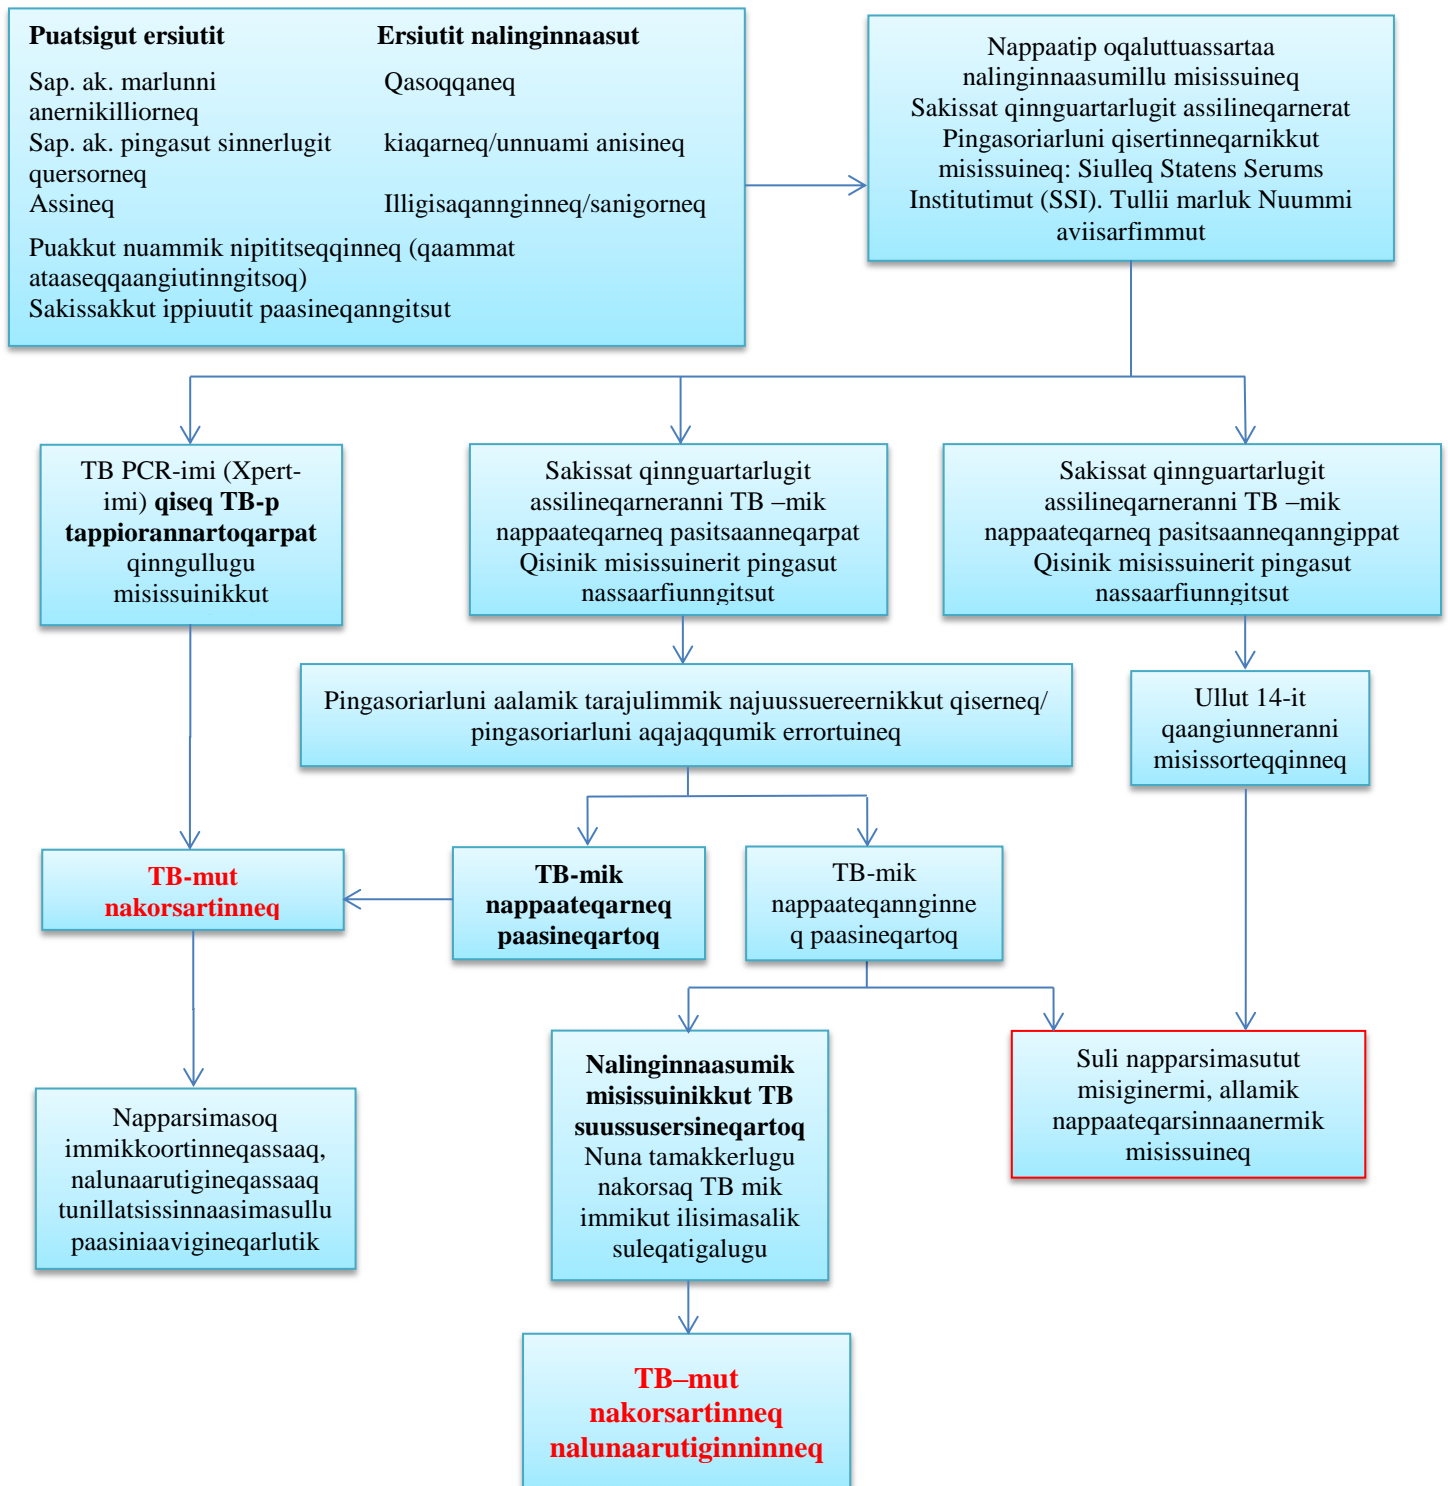 Puatsigut ersiutit
Ersiutit nalinginnaasut
Sap. ak. marlunni
anernikilliorneq
Qasoqqaneq
Sap. ak. pingasut sinnerlugit
quersorneq
kiaqarneq/unnuami anisineq
Assineq
Illigisaqannginneq/sanigorneq
Puakkut nuammik nipititseqqinneq (qaammat
ataaseqqaangiutinngitsoq)
Sakissakkut ippiuutit paasineqanngitsut
Nappaatip oqaluttuassartaa
nalinginnaasumillu misissuineq
Sakissat qinnguartarlugit assilineqarnerat
Pingasoriarluni qisertinneqarnikkut
misissuineq: Siulleq Statens Serums
Institutimut (SSI). Tullii marluk Nuummi
aviisarfimmut
TB PCR-imi (Xpert-
imi) qiseq TB-p
tappiorannartoqarpat
qinngullugu
misissuinikkut
Sakissat qinnguartarlugit
assilineqarneranni TB –mik
nappaateqarneq pasitsaanneqarpat
Qisinik misissuinerit pingasut
nassaarfiunngitsut
Sakissat qinnguartarlugit
assilineqarneranni TB –mik
nappaateqarneq pasitsaanneqanngippat
Qisinik misissuinerit pingasut
nassaarfiunngitsut
Pingasoriarluni aalamik tarajulimmik najuussuereernikkut qiserneq/
pingasoriarluni aqajaqqumik errortuineq
Ullut 14-it
qaangiunneranni
misissorteqqinneq
TB-mut
nakorsartinneq
TB-mik
nappaateqarneq
paasineqartoq
TB-mik
nappaateqannginne
q paasineqartoq
Napparsimasoq
immikkoortinneqassaaq,
nalunaarutigineqassaaq
tunillatsissinnaasimasullu
paasiniaavigineqarlutik
Nalinginnaasumik
misissuinikkut TB
suussusersineqartoq
Nuna tamakkerlugu
nakorsaq TB mik
immikut ilisimasalik
suleqatigalugu
Suli napparsimasutut
misiginermi, allamik
nappaateqarsinnaanermik
misissuineq
TB–mut
nakorsartinneq
nalunaarutiginninneq